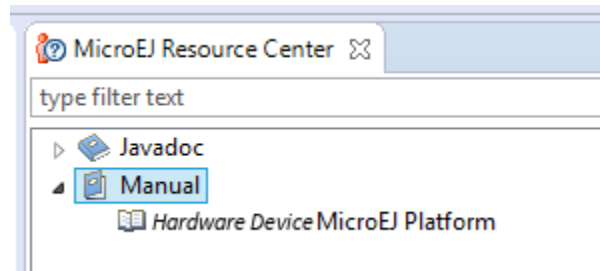 MicroEJ Resource Center
type filter text
Javadoc
Manual
Hardware Device MicroEJ Platform